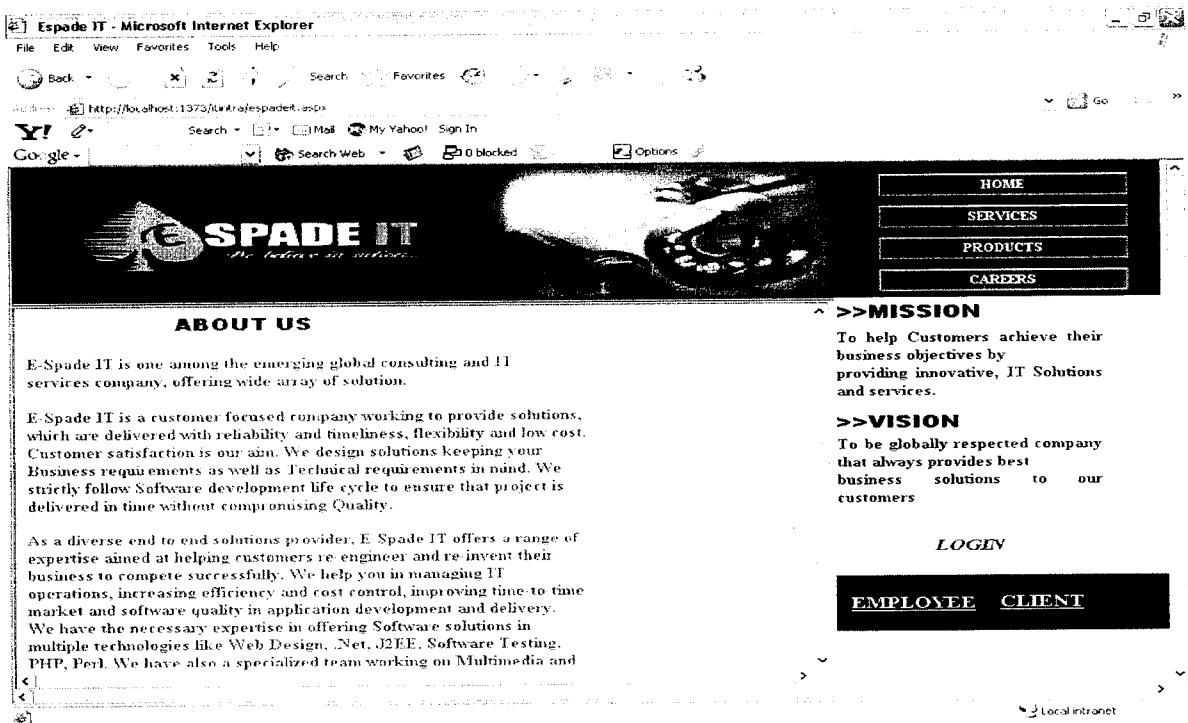 Espade IT - Microsoft Internet Explorer
File Edit View Favorites Tools Help
Back Search Favorites
http://localhost:1373/itintra/espadeit.aspx Go »
Y! Search Mail My Yahoo! Sign In
Google Search Web 0 blocked Options
HOME
SERVICES
PRODUCTS
CAREERS
e SPADE IT
We believe in
ABOUT US
E-Spade IT is one among the emerging global consulting and IT
services company, offering wide array of solution.
E-Spade IT is a customer focused company working to provide solutions,
which are delivered with reliability and timeliness, flexibility and low cost.
Customer satisfaction is our aim. We design solutions keeping your
Business requirements as well as Technical requirements in mind. We
strictly follow Software development life cycle to ensure that project is
delivered in time without compromising Quality.
As a diverse end to end solutions provider, E Spade IT offers a range of
expertise aimed at helping customers re engineer and re-invent their
business to compete successfully. We help you in managing IT
operations, increasing efficiency and cost control, improving time-to-time
market and software quality in application development and delivery.
We have the necessary expertise in offering Software solutions in
multiple technologies like Web Design, .Net, J2EE, Software Testing,
PHP, Perl. We have also a specialized team working on Multimedia and
>>MISSION
To help Customers achieve their
business objectives by
providing innovative, IT Solutions
and services.
>>VISION
To be globally respected company
that always provides best
business solutions to our
customers
LOGIN
EMPLOYEE CLIENT
Local intranet